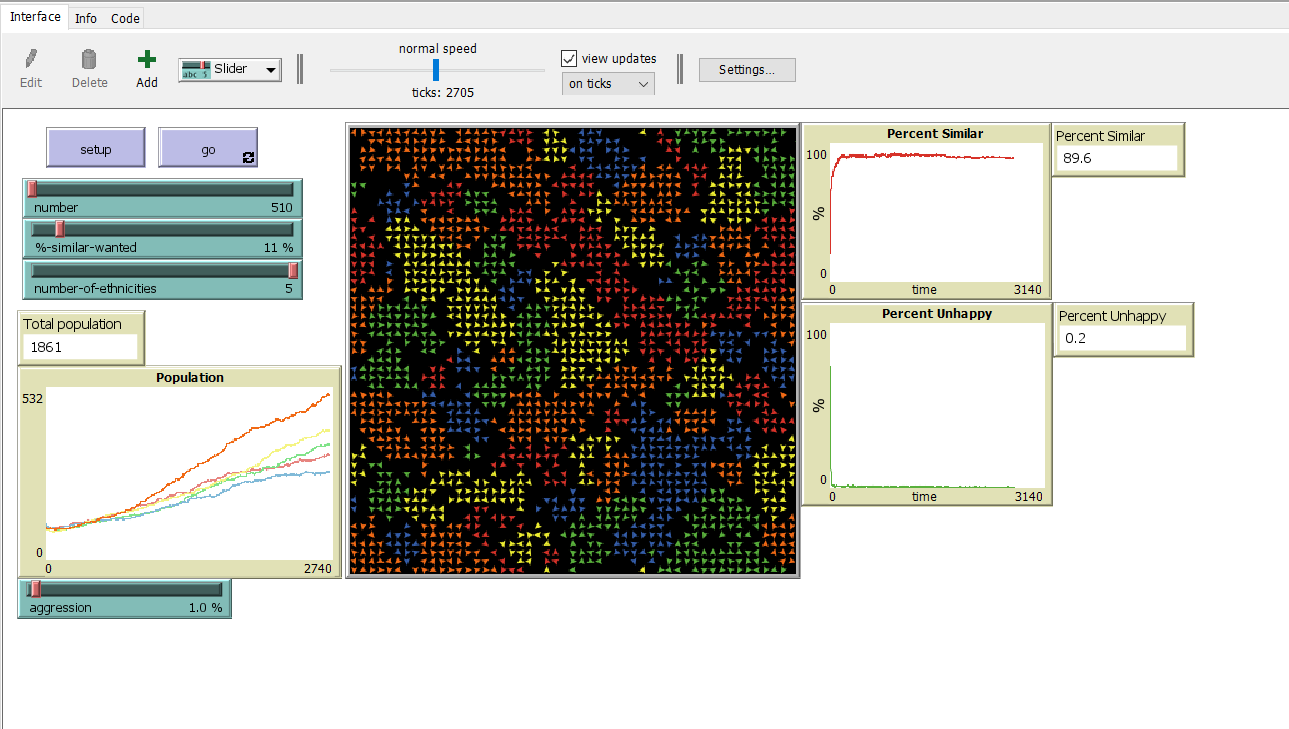 Interface Info Code
Edit
Delete
Add
abc 5
Slider
normal speed
ticks: 2705
view updates
on ticks
Settings...
setup
go
number 510
%-similar-wanted 11 %
number-of-ethnicities 5
Total population
1861
Population
532
0
0 2740
aggression 1.0 %
Percent Similar
100
%
0
0 time 3140
Percent Similar
89.6
Percent Unhappy
100
%
0
0 time 3140
Percent Unhappy
0.2